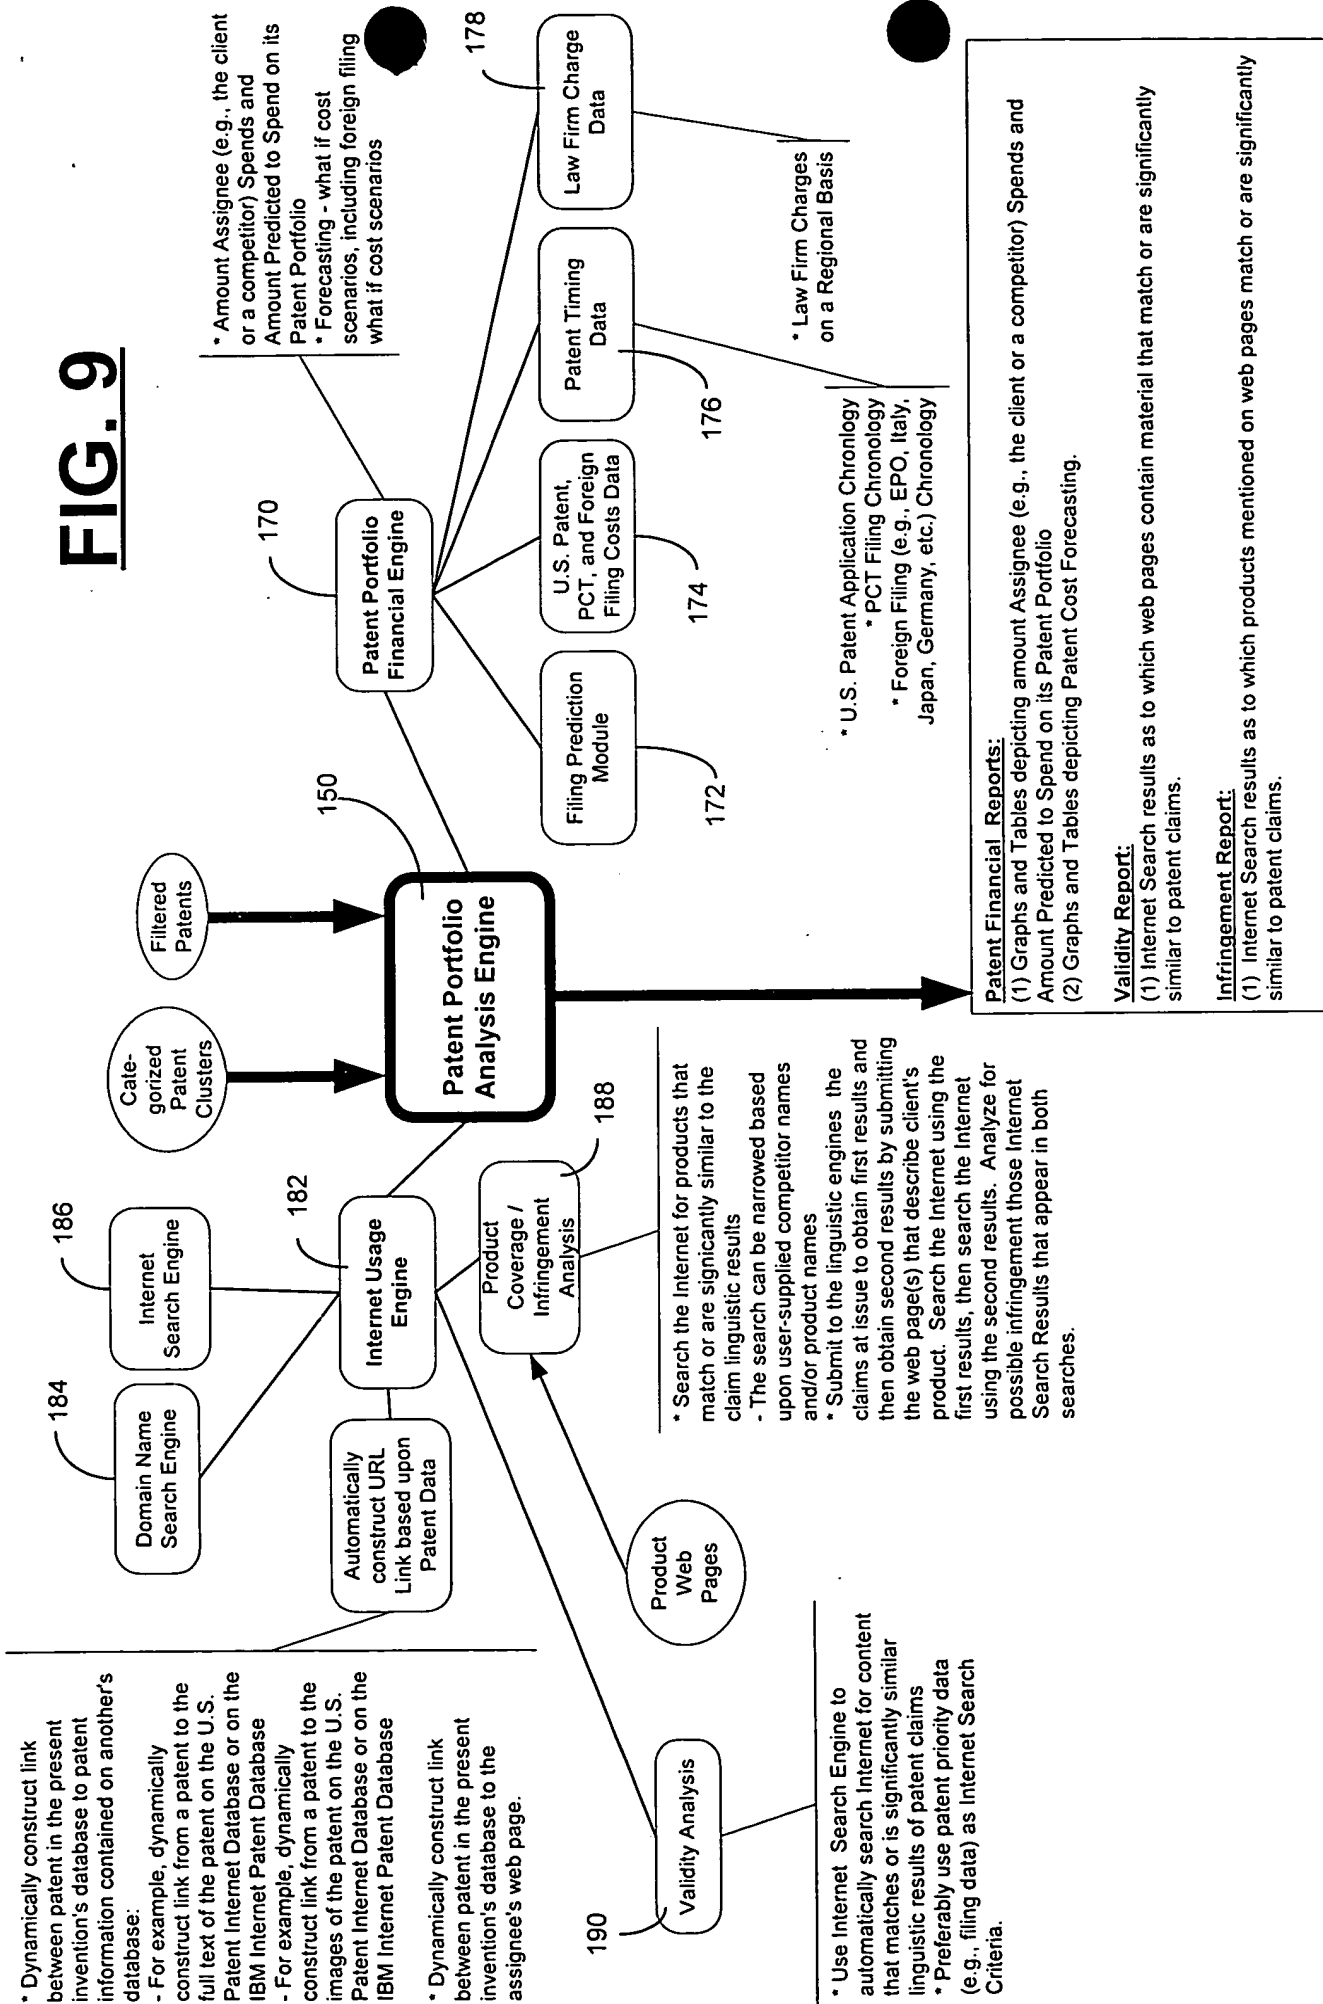 FIG. 9
* Dynamically construct link
between patent in the present
invention's database to patent
information contained on another's
database:
- For example, dynamically
construct link from a patent to the
full text of the patent on the U.S.
Patent Internet Database or on the
IBM Internet Patent Database
- For example, dynamically
construct link from a patent to the
images of the patent on the U.S.
Patent Internet Database or on the
IBM Internet Patent Database
* Dynamically construct link
between patent in the present
invention's database to the
assignee's web page.
184
Domain Name
Search Engine
186
Internet
Search Engine
Automatically
construct URL
Link based upon
Patent Data
182
Internet Usage
Engine
Cate-
gorized
Patent
Clusters
Filtered
Patents
150
Patent Portfolio
Analysis Engine
170
Patent Portfolio
Financial Engine
* Amount Assignee (e.g., the client
or a competitor) Spends and
Amount Predicted to Spend on its
Patent Portfolio
* Forecasting - what if cost
scenarios, including foreign filing
what if cost scenarios
Filing Prediction
Module
172
U.S. Patent,
PCT, and Foreign
Filing Costs Data
174
Patent Timing
Data
176
Law Firm Charge
Data
178
* Law Firm Charges
on a Regional Basis
* U.S. Patent Application Chronlogy
* PCT Filing Chronology
* Foreign Filing (e.g., EPO, Italy,
Japan, Germany, etc.) Chronology
Product
Coverage /
Infringement
Analysis
188
* Search the Internet for products that
match or are signicantly similar to the
claim linguistic results
- The search can be narrowed based
upon user-supplied competitor names
and/or product names
* Submit to the linguistic engines the
claims at issue to obtain first results and
then obtain second results by submitting
the web page(s) that describe client's
product. Search the Internet using the
first results, then search the Internet
using the second results. Analyze for
possible infringement those Internet
Search Results that appear in both
searches.
Product
Web
Pages
190
Validity Analysis
* Use Internet Search Engine to
automatically search Internet for content
that matches or is significantly similar
linguistic results of patent claims
* Preferably use patent priority data
(e.g., filing data) as Internet Search
Criteria.
Patent Financial Reports:
(1) Graphs and Tables depicting amount Assignee (e.g., the client or a competitor) Spends and
Amount Predicted to Spend on its Patent Portfolio
(2) Graphs and Tables depicting Patent Cost Forecasting.
Validity Report:
(1) Internet Search results as to which web pages contain material that match or are significantly
similar to patent claims.
Infringement Report:
(1) Internet Search results as to which products mentioned on web pages match or are significantly
similar to patent claims.